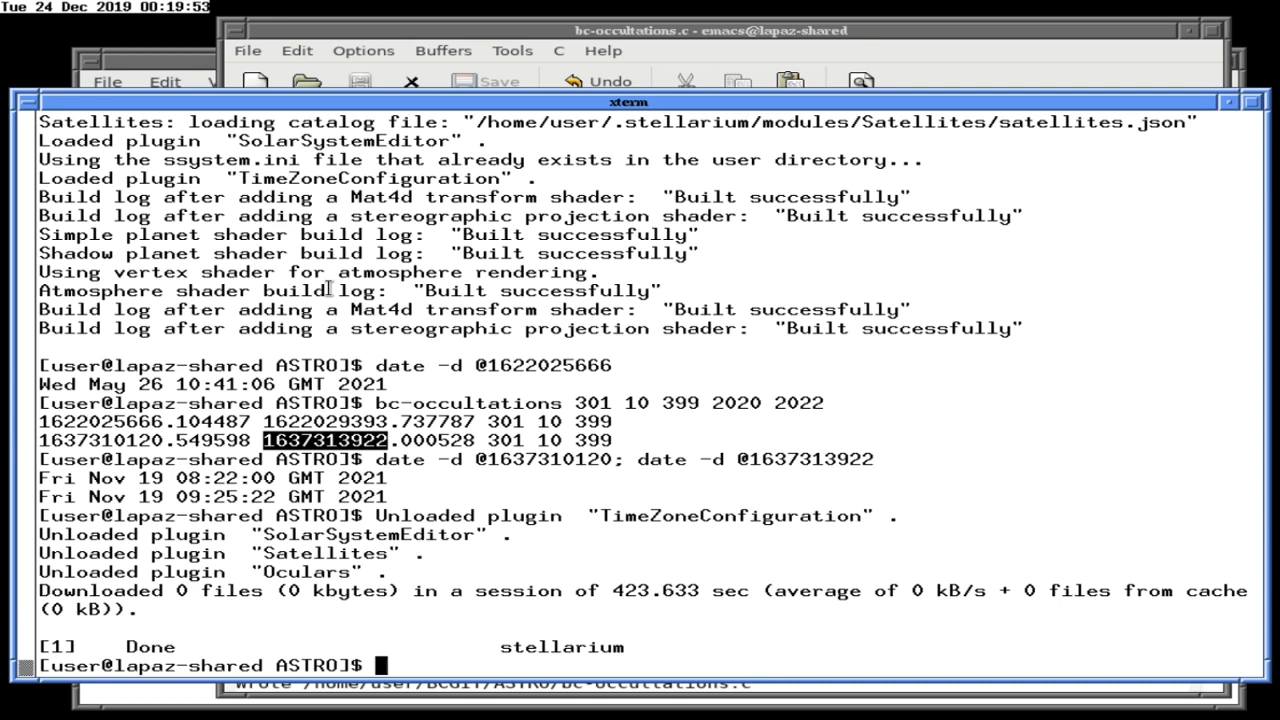 Tue 24 Dec 2019 00:19:53
bc-occultations.c - emacs@lapaz-shared
File Edit Options Buffers Tools C Help
File Edit
Save Undo
xterm
Satellites: loading catalog file: "/home/user/.stellarium/modules/Satellites/satellites.json"
Loaded plugin "SolarSystemEditor" .
Using the ssystem.ini file that already exists in the user directory...
Loaded plugin "TimeZoneConfiguration" .
Build log after adding a Mat4d transform shader: "Built successfully"
Build log after adding a stereographic projection shader: "Built successfully"
Simple planet shader build log: "Built successfully"
Shadow planet shader build log: "Built successfully"
Using vertex shader for atmosphere rendering.
Atmosphere shader build log: "Built successfully"
Build log after adding a Mat4d transform shader: "Built successfully"
Build log after adding a stereographic projection shader: "Built successfully"
[user@lapaz-shared ASTRO]$ date -d @1622025666
Wed May 26 10:41:06 GMT 2021
[user@lapaz-shared ASTRO]$ bc-occultations 301 10 399 2020 2022
1622025666.104487 1622029393.737787 301 10 399
1637310120.549598 1637313922.000528 301 10 399
[user@lapaz-shared ASTRO]$ date -d @1637310120; date -d @1637313922
Fri Nov 19 08:22:00 GMT 2021
Fri Nov 19 09:25:22 GMT 2021
[user@lapaz-shared ASTRO]$ Unloaded plugin "TimeZoneConfiguration" .
Unloaded plugin "SolarSystemEditor" .
Unloaded plugin "Satellites" .
Unloaded plugin "Oculars" .
Downloaded 0 files (0 kbytes) in a session of 423.633 sec (average of 0 kB/s + 0 files from cache
(0 kB)).
[1] Done stellarium
[user@lapaz-shared ASTRO]$
Wrote /home/user/BCGIT/ASTRO/bc-occultations.c